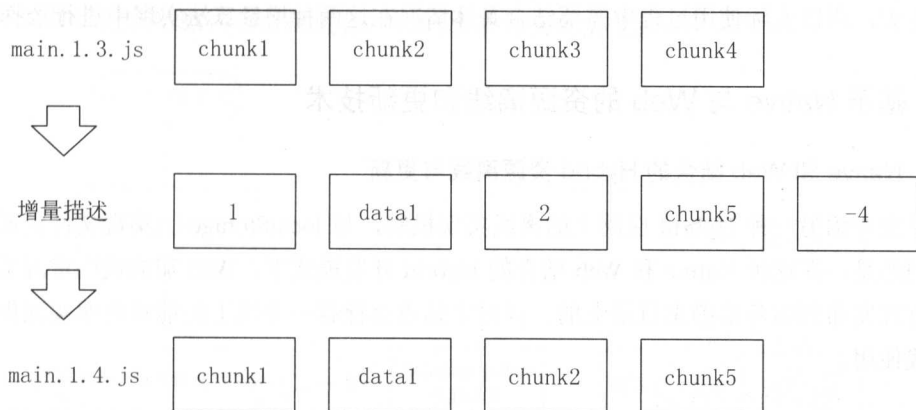 main.1.3.js chunk1 chunk2 chunk3 chunk4
增量描述 1 data1 2 chunk5 -4
main.1.4.js chunk1 data1 chunk2 chunk5